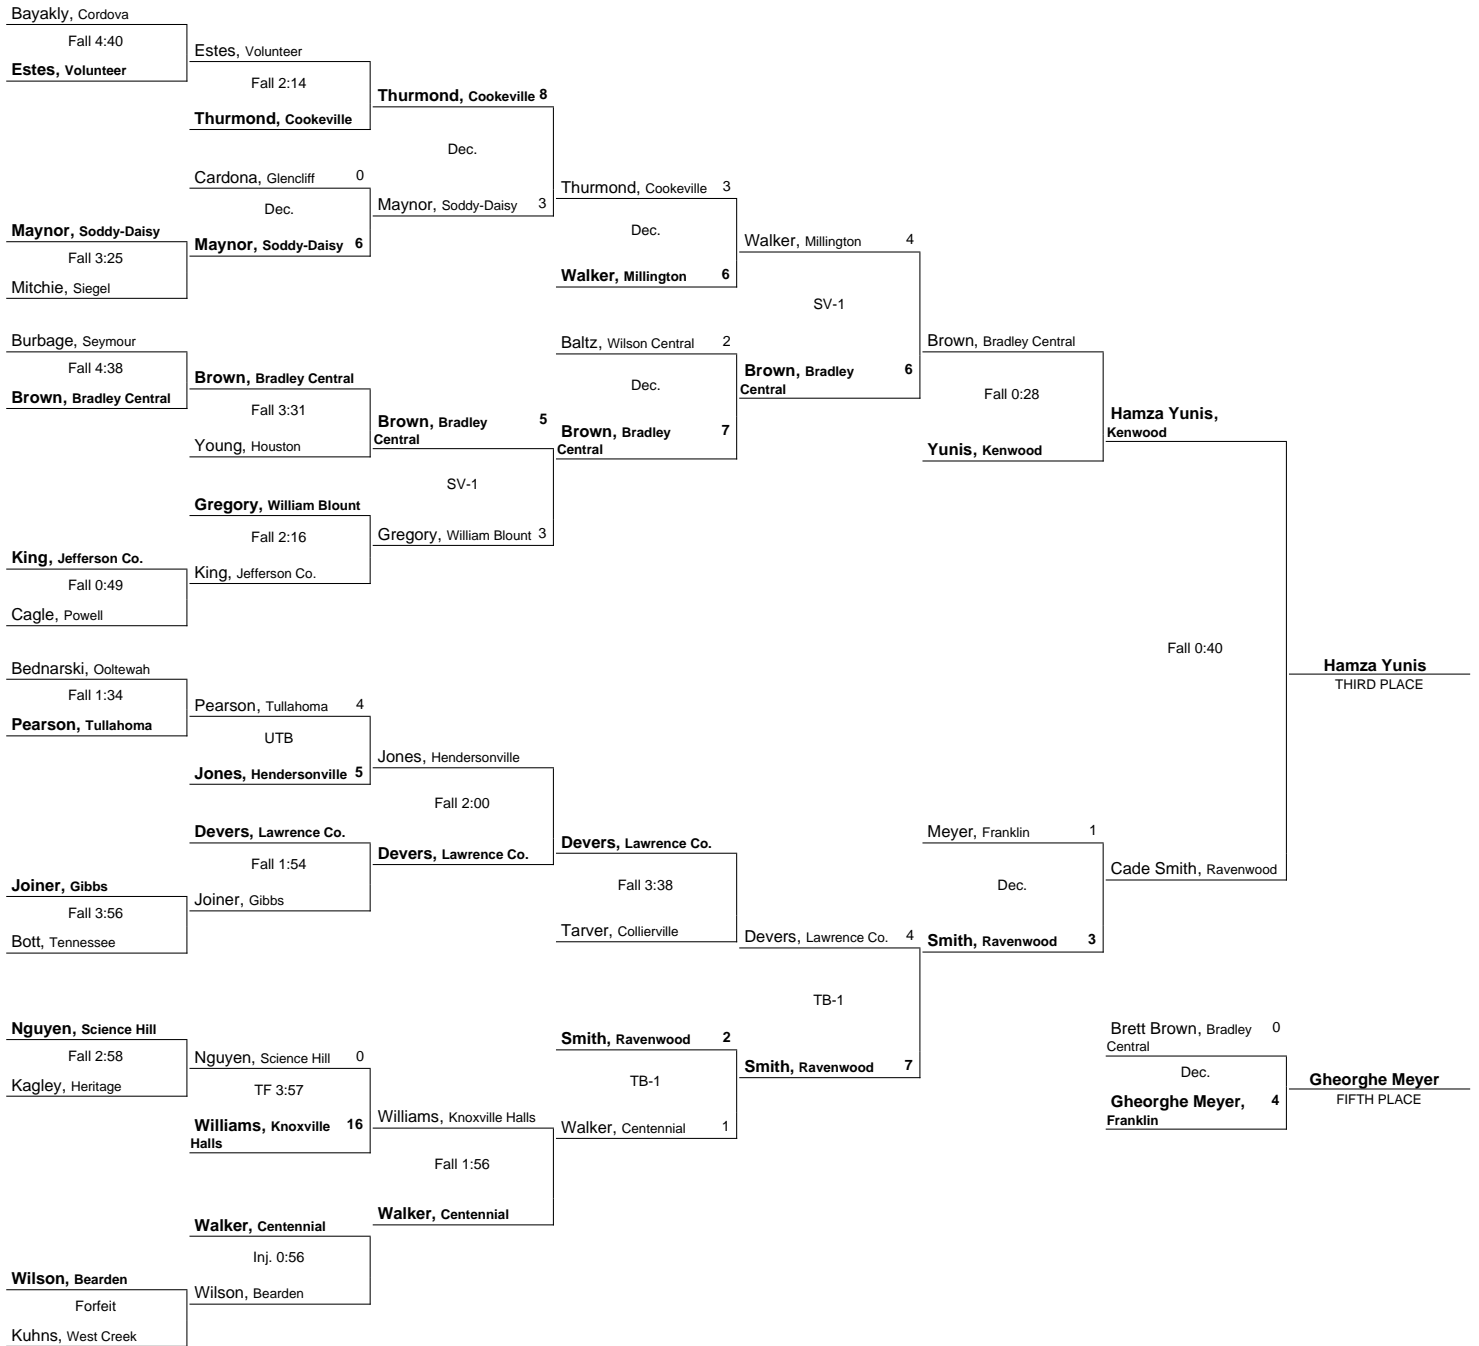 Bayakly, Cordova
Fall 4:40
Estes, Volunteer
Estes, Volunteer
Fall 2:14
Thurmond, Cookeville
Thurmond, Cookeville 8
Dec.
Cardona, Glencliff 0
Dec.
Maynor, Soddy-Daisy 6
Maynor, Soddy-Daisy 3
Maynor, Soddy-Daisy
Fall 3:25
Mitchie, Siegel
Thurmond, Cookeville 3
Dec.
Walker, Millington 6
Walker, Millington 4
SV-1
Burbage, Seymour
Fall 4:38
Brown, Bradley Central
Brown, Bradley Central
Fall 3:31
Young, Houston
Brown, Bradley
Central
5
SV-1
Gregory, William Blount
Fall 2:16
King, Jefferson Co.
Gregory, William Blount 3
King, Jefferson Co.
Fall 0:49
Cagle, Powell
Baltz, Wilson Central 2
Dec.
Brown, Bradley
Central
7
Brown, Bradley
Central
6
Brown, Bradley Central
Fall 0:28
Yunis, Kenwood
Hamza Yunis,
Kenwood
Fall 0:40
Hamza Yunis
THIRD PLACE
Bednarski, Ooltewah
Fall 1:34
Pearson, Tullahoma
Pearson, Tullahoma 4
UTB
Jones, Hendersonville 5
Jones, Hendersonville
Fall 2:00
Devers, Lawrence Co.
Fall 1:54
Joiner, Gibbs
Devers, Lawrence Co.
Joiner, Gibbs
Fall 3:56
Bott, Tennessee
Devers, Lawrence Co.
Fall 3:38
Tarver, Collierville
Devers, Lawrence Co. 4
TB-1
Meyer, Franklin 1
Dec.
Smith, Ravenwood 3
Cade Smith, Ravenwood
Nguyen, Science Hill
Fall 2:58
Kagley, Heritage
Nguyen, Science Hill 0
TF 3:57
Williams, Knoxville
Halls
16
Williams, Knoxville Halls
Fall 1:56
Walker, Centennial
Smith, Ravenwood 2
TB-1
Walker, Centennial 1
Smith, Ravenwood 7
Walker, Centennial
Inj. 0:56
Wilson, Bearden
Wilson, Bearden
Forfeit
Kuhns, West Creek
Brett Brown, Bradley
Central
0
Dec.
Gheorghe Meyer,
Franklin
4
Gheorghe Meyer
FIFTH PLACE